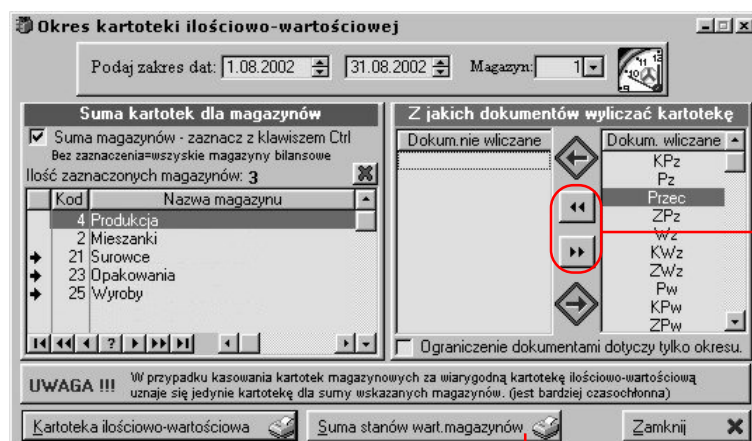 Okres kartoteki ilościowo-wartościowej
Podaj zakres dat: 1.08.2002 31.08.2002 Magazyn: 1
Suma kartotek dla magazynów
Suma magazynów - zaznacz z klawiszem Ctrl
Bez zaznaczenia=wszyskie magazyny bilansowe
Ilość zaznaczonych magazynów: 3
Kod Nazwa magazynu
4 Produkcja
2 Mieszanki
21 Surowce
23 Opakowania
25 Wyroby
Z jakich dokumentów wyliczać kartotekę
Dokum.nie wliczane
Dokum. wliczane
KPz
Pz
Przec
ZPz
Wz
KWz
ZWz
Pw
KPw
ZPw
Ograniczenie dokumentami dotyczy tylko okresu.
UWAGA !!!
W przypadku kasowania kartotek magazynowych za wiarygodną kartotekę ilościowo-wartościową
uznaje się jedynie kartotekę dla sumy wskazanych magazynów. (jest bardziej czasochłonna)
Kartoteka ilościowo-wartościowa
Suma stanów wart.magazynów
Zamknij